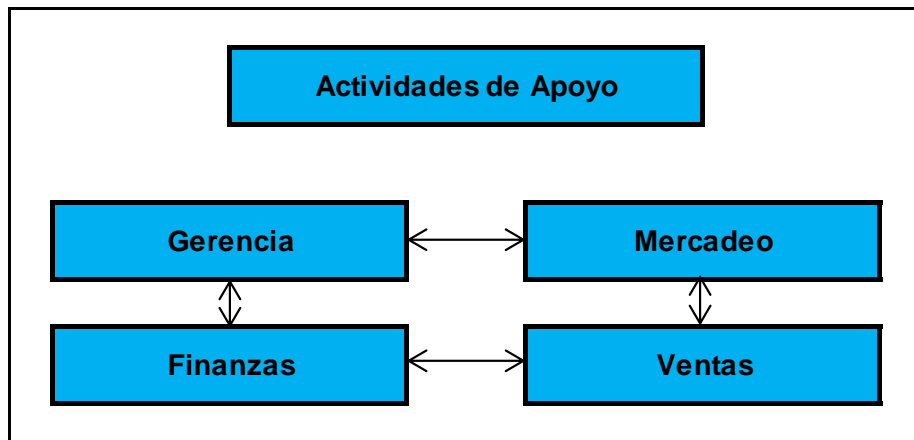 Actividades de Apoyo
Gerencia
Mercadeo
Finanzas
Ventas